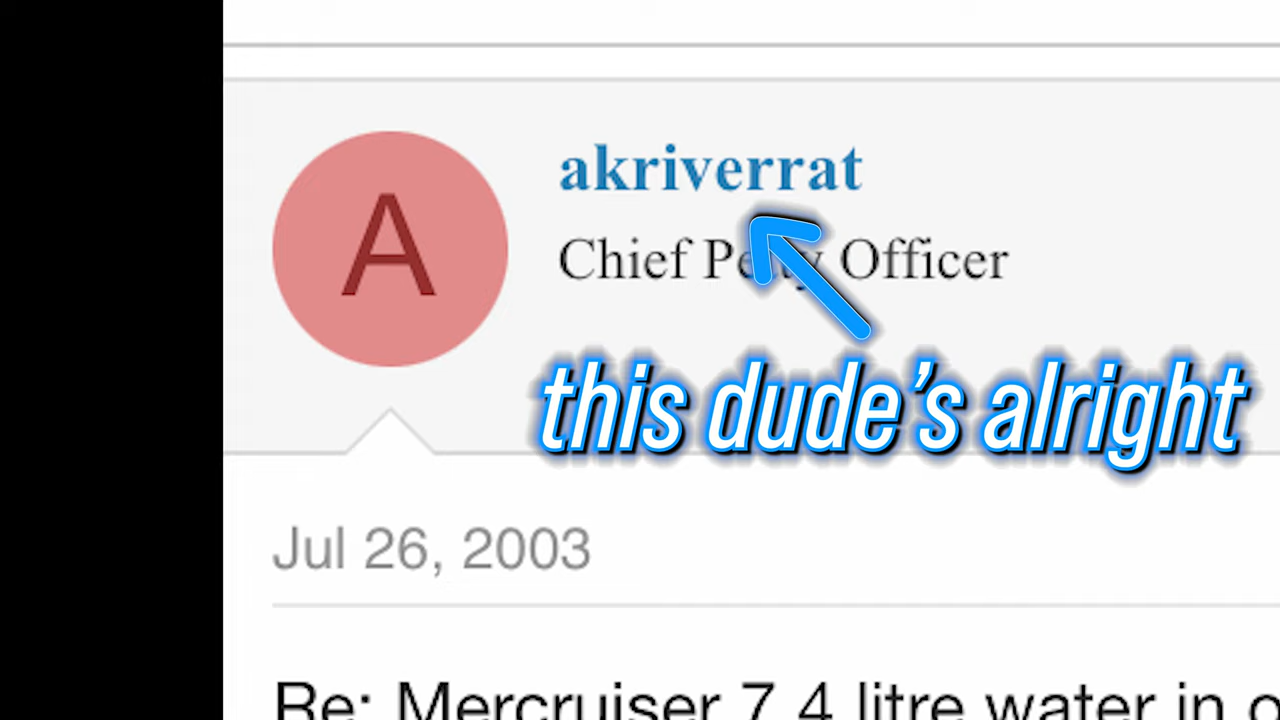 A
akriverrat
Chief Petty Officer
this dude's alright
Jul 26, 2003
Re: Mercruiser 7.4 litre water in